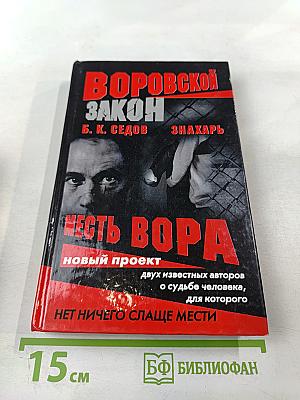 ВОРОВСКОЙ
ЗАКОН
Б. К. СЕДОВ ЗНАХАРЬ
МЕСТЬ ВОРА
новый проект
двух известных авторов
о судьбе человека,
для которого
НЕТ НИЧЕГО СЛАЩЕ МЕСТИ
15 см
БФ БИБЛИОФАН